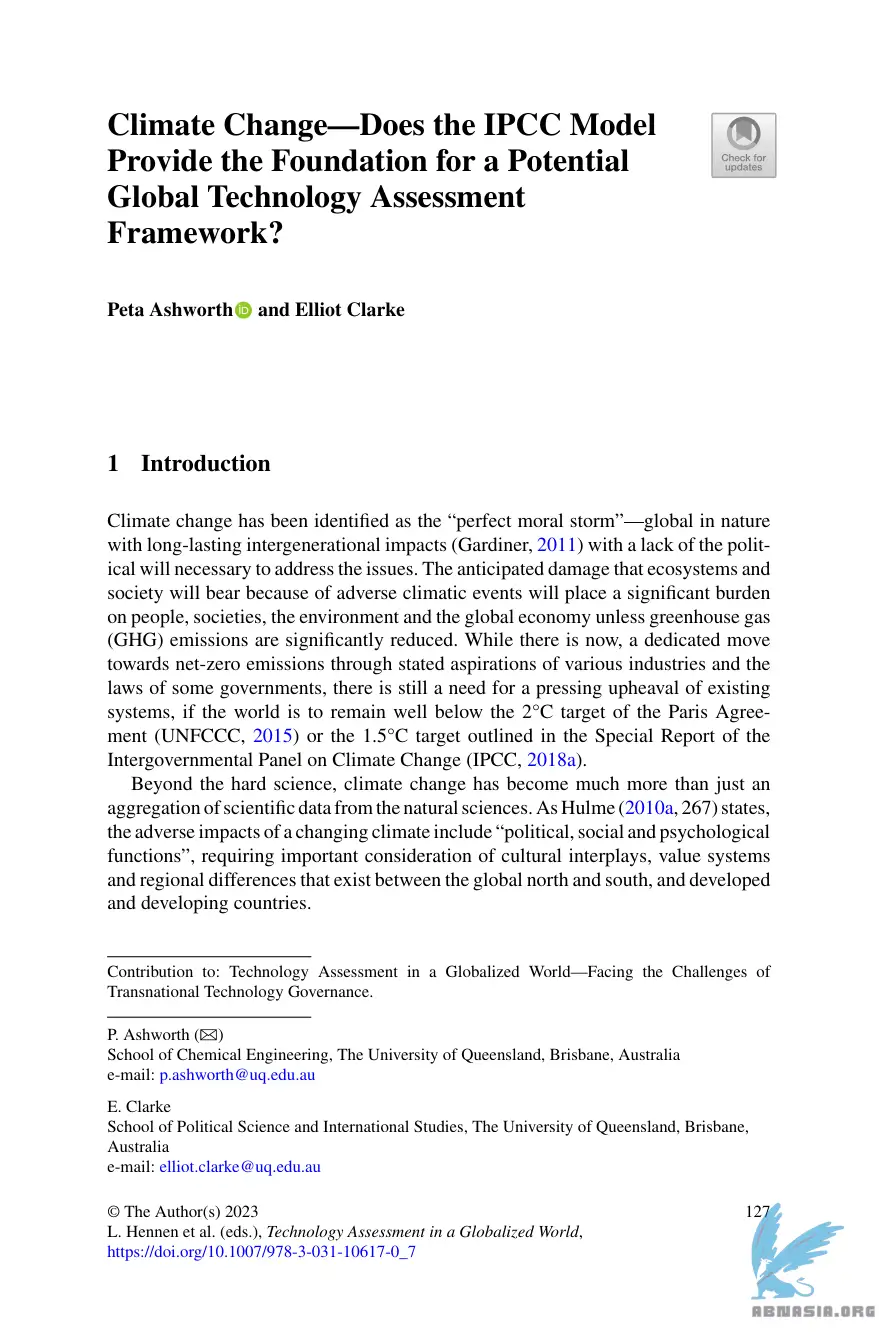 Climate Change—Does the IPCC Model
Provide the Foundation for a Potential
Global Technology Assessment
Framework?
Check for
updates
Peta Ashworth iD and Elliot Clarke
1 Introduction
Climate change has been identified as the “perfect moral storm”—global in nature
with long-lasting intergenerational impacts (Gardiner, 2011) with a lack of the polit-
ical will necessary to address the issues. The anticipated damage that ecosystems and
society will bear because of adverse climatic events will place a significant burden
on people, societies, the environment and the global economy unless greenhouse gas
(GHG) emissions are significantly reduced. While there is now, a dedicated move
towards net-zero emissions through stated aspirations of various industries and the
laws of some governments, there is still a need for a pressing upheaval of existing
systems, if the world is to remain well below the 2°C target of the Paris Agree-
ment (UNFCCC, 2015) or the 1.5°C target outlined in the Special Report of the
Intergovernmental Panel on Climate Change (IPCC, 2018a).
Beyond the hard science, climate change has become much more than just an
aggregation of scientific data from the natural sciences. As Hulme (2010a, 267) states,
the adverse impacts of a changing climate include “political, social and psychological
functions”, requiring important consideration of cultural interplays, value systems
and regional differences that exist between the global north and south, and developed
and developing countries.
Contribution to: Technology Assessment in a Globalized World—Facing the Challenges of
Transnational Technology Governance.
P. Ashworth (✉)
School of Chemical Engineering, The University of Queensland, Brisbane, Australia
e-mail: p.ashworth@uq.edu.au
E. Clarke
School of Political Science and International Studies, The University of Queensland, Brisbane,
Australia
e-mail: elliot.clarke@uq.edu.au
© The Author(s) 2023 127
L. Hennen et al. (eds.), Technology Assessment in a Globalized World,
https://doi.org/10.1007/978-3-031-10617-0_7
ABNASIA.ORG